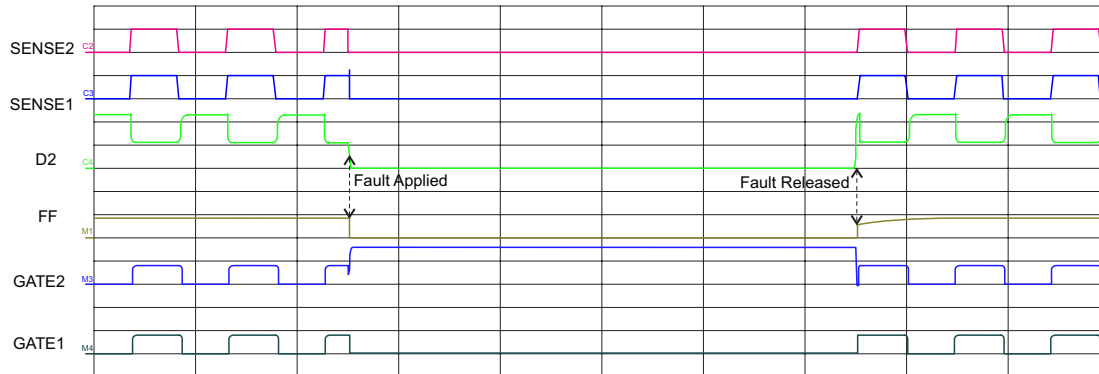 SENSE2 C2
SENSE1 C3
D2 C4
Fault Applied
Fault Released
FF M1
GATE2 M3
GATE1 M4